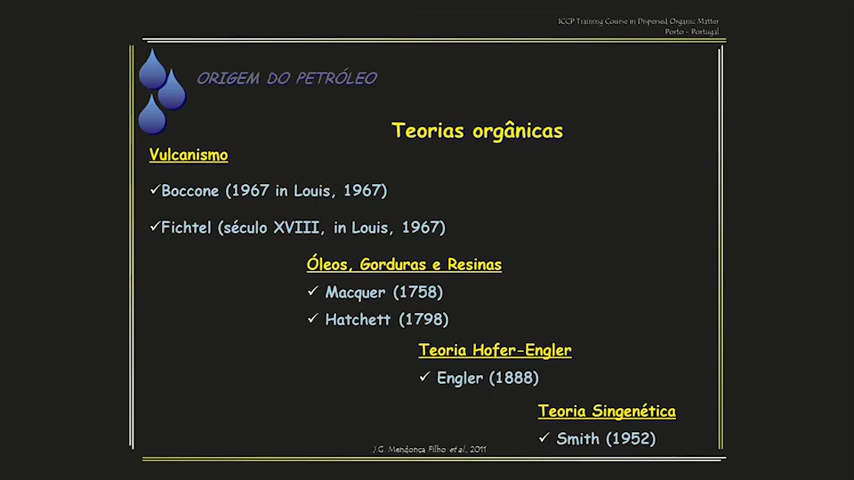 ICCP Training Course in Dispersed Organic Matter
Porto - Portugal
ORIGEM DO PETRÓLEO
Teorias orgânicas
Vulcanismo
✓Boccone (1967 in Louis, 1967)
✓Fichtel (século XVIII, in Louis, 1967)
Óleos, Gorduras e Resinas
✓ Macquer (1758)
✓ Hatchett (1798)
Teoria Hofer-Engler
✓ Engler (1888)
Teoria Singenética
✓ Smith (1952)
J.G. Mendonça Filho et al., 2011